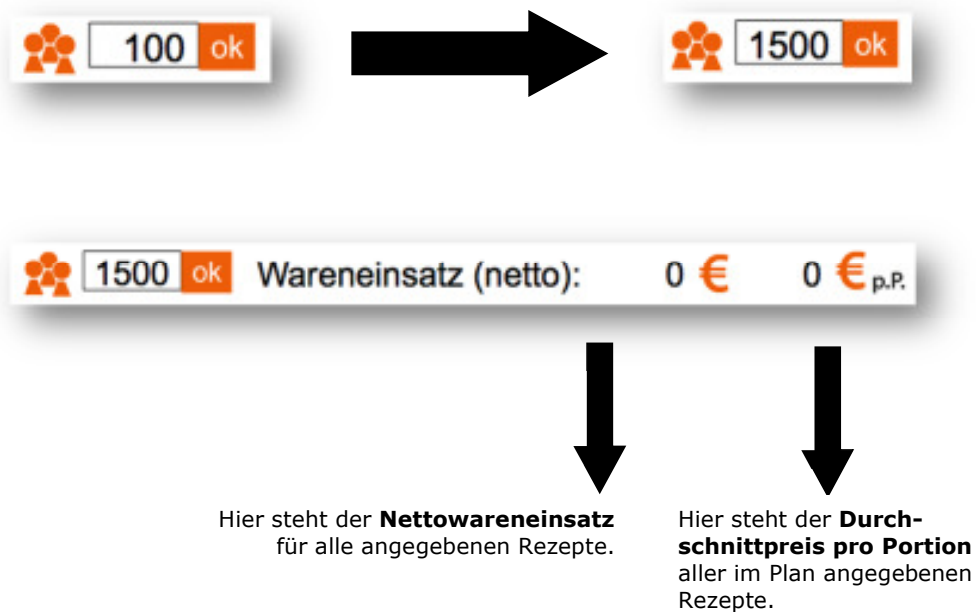 100 ok
1500 ok
1500 ok Wareneinsatz (netto): 0 € 0 € p.P.
Hier steht der Nettowareneinsatz
für alle angegebenen Rezepte.
Hier steht der Durch-
schnittpreis pro Portion
aller im Plan angegebenen
Rezepte.